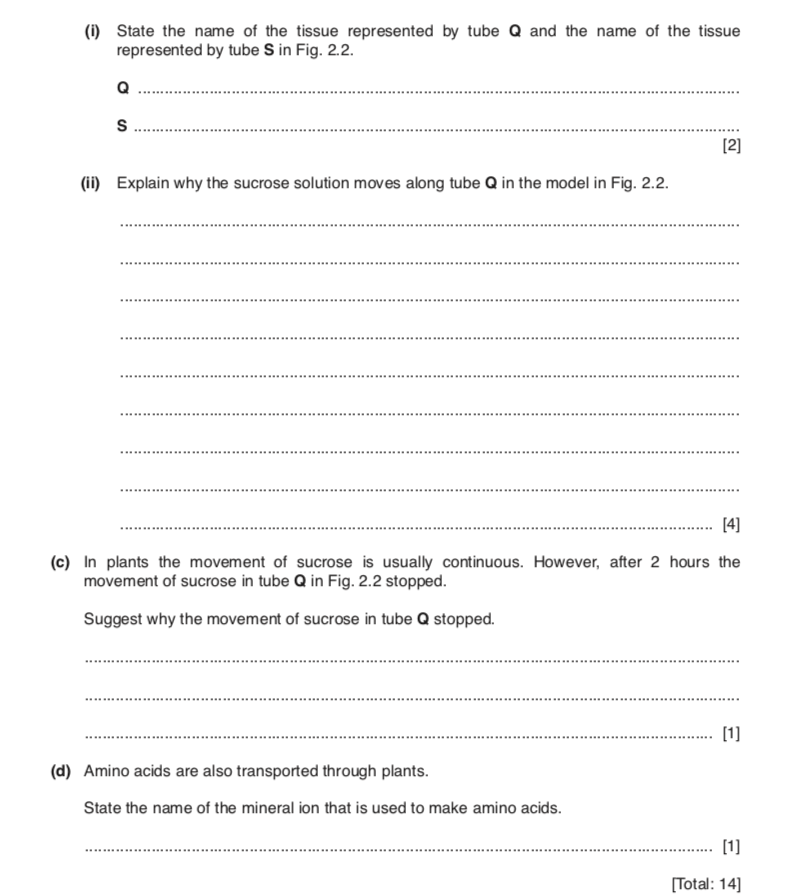 (i) State the name of the tissue represented by tube Q and the name of the tissue
represented by tube S in Fig. 2.2.
Q ..........................................................................................................................
S ..........................................................................................................................
[2]
(ii) Explain why the sucrose solution moves along tube Q in the model in Fig. 2.2.
..........................................................................................................................
..........................................................................................................................
..........................................................................................................................
..........................................................................................................................
..........................................................................................................................
..........................................................................................................................
..........................................................................................................................
..........................................................................................................................
.................................................................................................................... [4]
(c) In plants the movement of sucrose is usually continuous. However, after 2 hours the
movement of sucrose in tube Q in Fig. 2.2 stopped.
Suggest why the movement of sucrose in tube Q stopped.
..........................................................................................................................
..........................................................................................................................
.................................................................................................................... [1]
(d) Amino acids are also transported through plants.
State the name of the mineral ion that is used to make amino acids.
.................................................................................................................... [1]
[Total: 14]